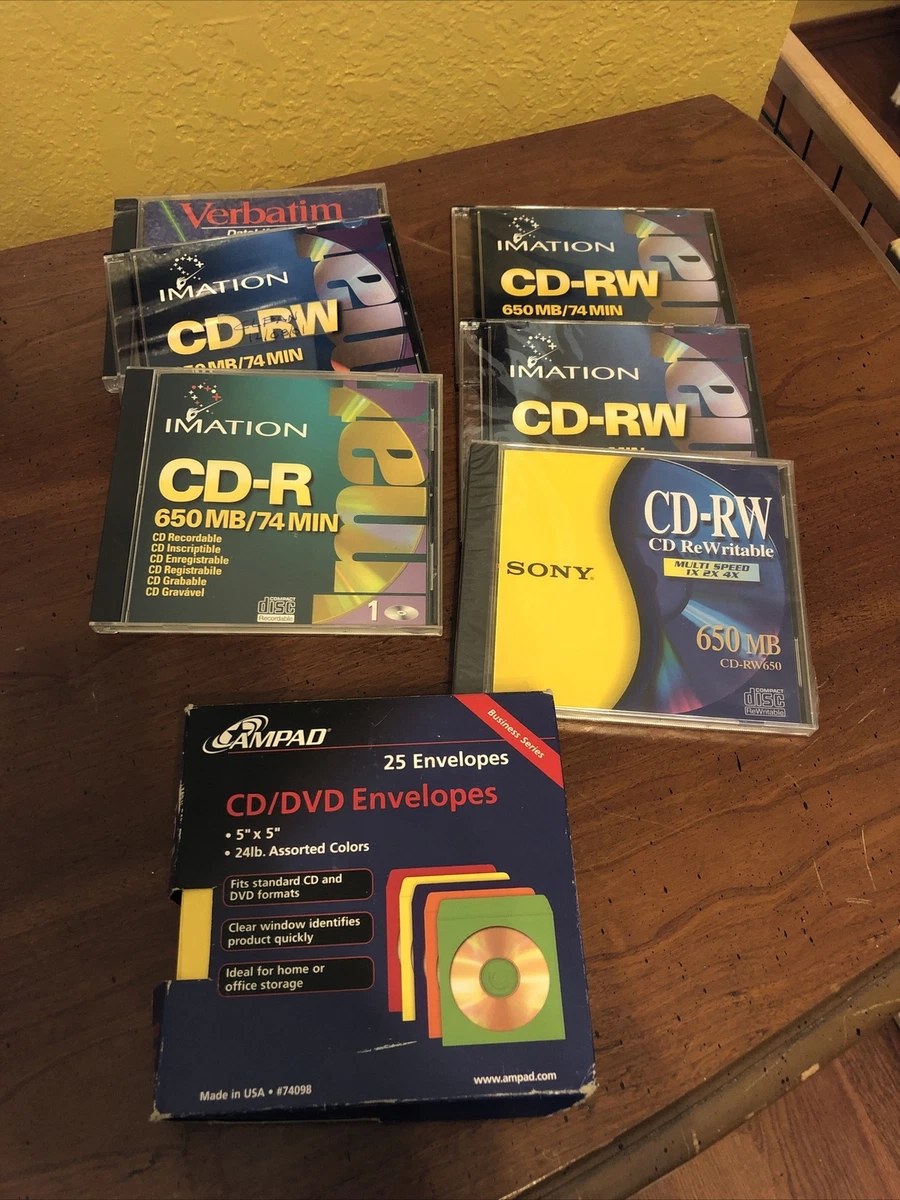 Verbatim
IMATION
CD-RW
MB/74 MIN
IMATION
CD-R
650 MB/74 MIN
CD Recordable
CD Inscriptible
CD Enregistrable
CD Registrabile
CD Grabable
CD Gravável
COMPACT
disc
Recordable
1
IMATION
CD-RW
650 MB/74 MIN
IMATION
CD-RW
SONY
CD-RW
CD ReWritable
MULTI SPEED
1X 2X 4X
650 MB
CD-RW650
COMPACT
disc
ReWritable
AMPAD®
Business Series
25 Envelopes
CD/DVD Envelopes
• 5" x 5"
• 24lb. Assorted Colors
Fits standard CD and
DVD formats
Clear window identifies
product quickly
Ideal for home or
office storage
www.ampad.com
Made in USA • #74098